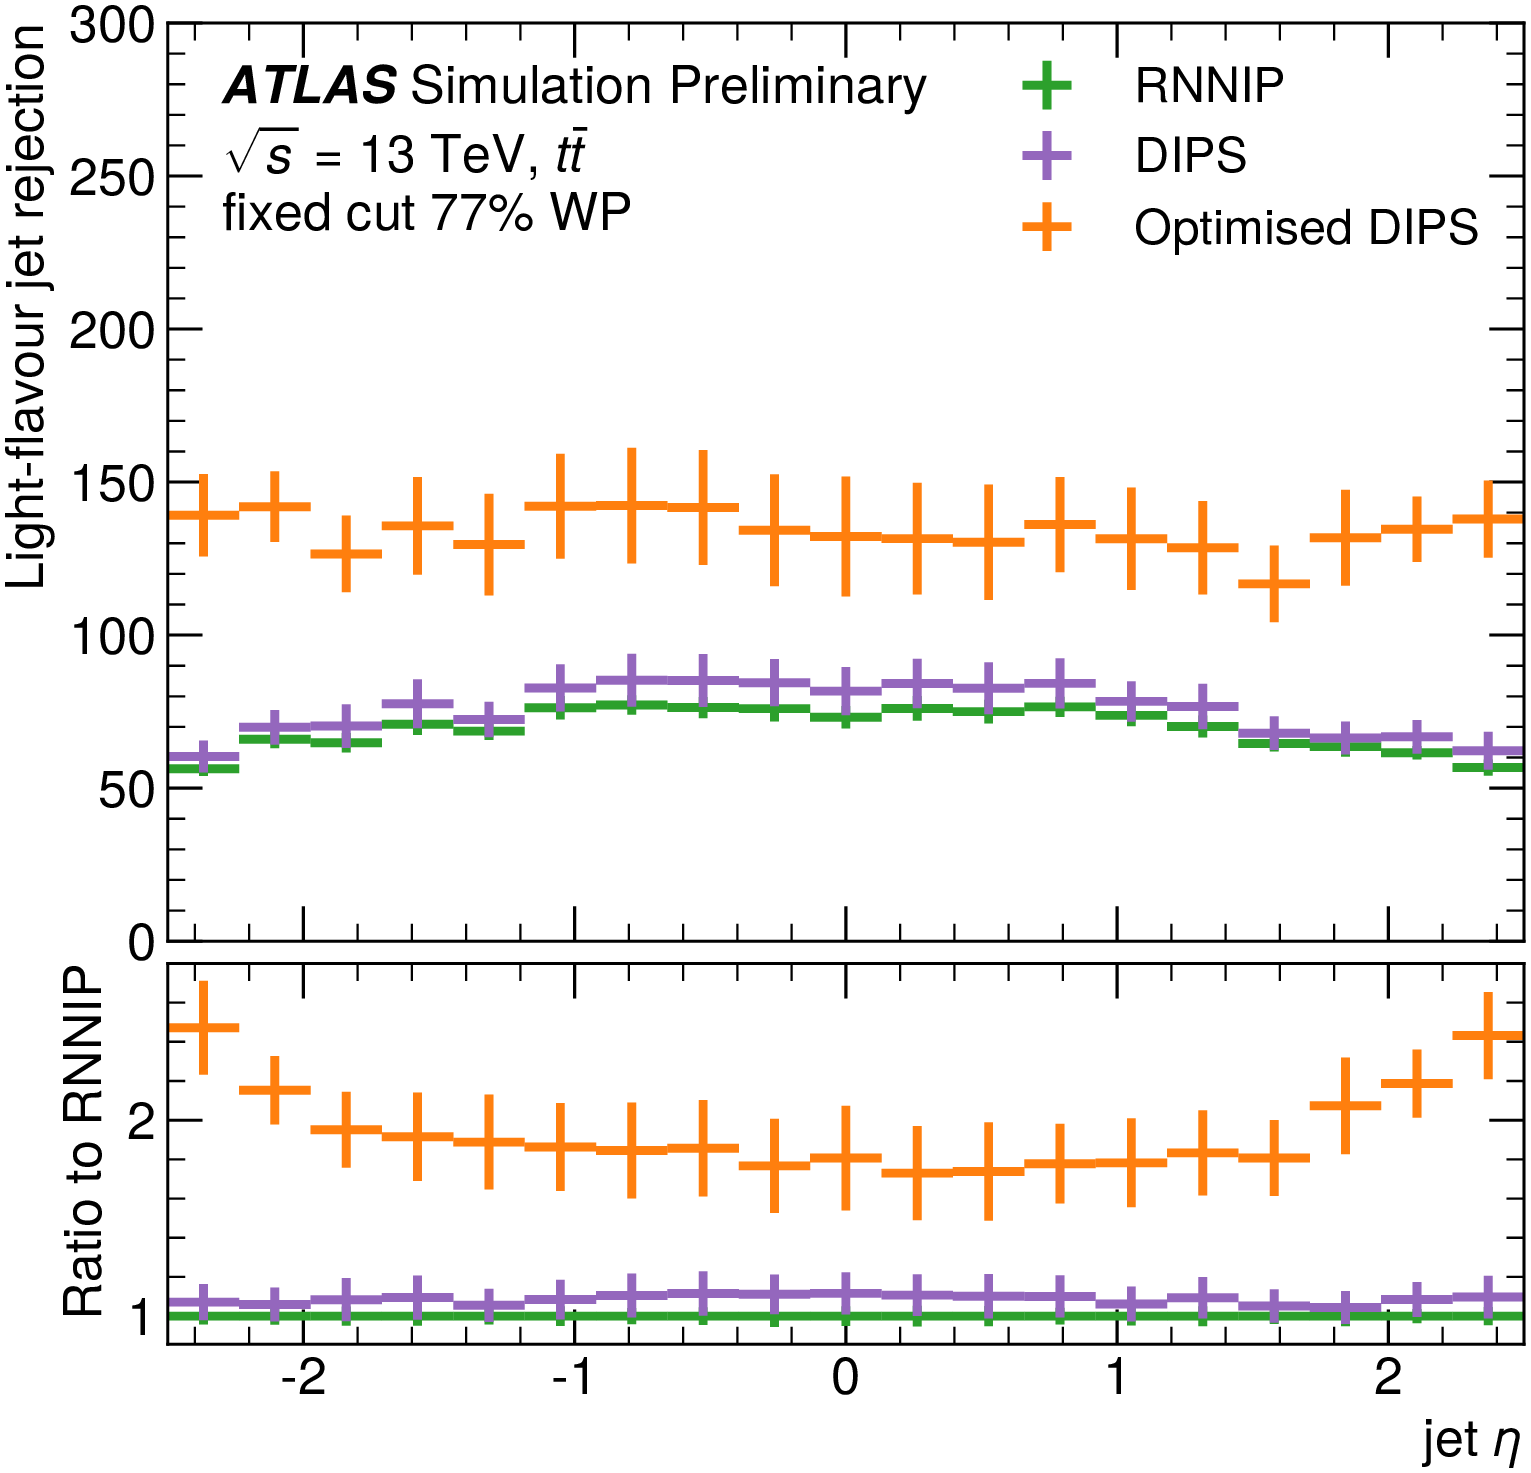 Light-flavour jet rejection
300
250
200
150
100
50
0
ATLAS Simulation Preliminary
√s = 13 TeV, tt̄
fixed cut 77% WP
RNNIP
DIPS
Optimised DIPS
Ratio to RNNIP
2
1
-2 -1 0 1 2
jet η